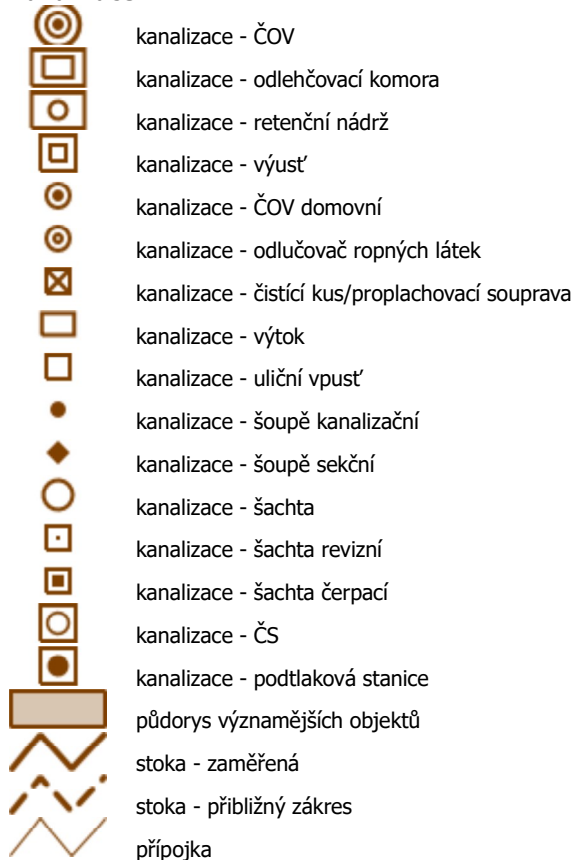 kanalizace - ČOV
kanalizace - odlehčovací komora
kanalizace - retenční nádrž
kanalizace - výusť
kanalizace - ČOV domovní
kanalizace - odlučovač ropných látek
kanalizace - čistící kus/proplachovací souprava
kanalizace - výtok
kanalizace - uliční vpusť
kanalizace - šoupě kanalizační
kanalizace - šoupě sekční
kanalizace - šachta
kanalizace - šachta revizní
kanalizace - šachta čerpací
kanalizace - ČS
kanalizace - podtlaková stanice
půdorys významějších objektů
stoka - zaměřená
stoka - přibližný zákres
přípojka